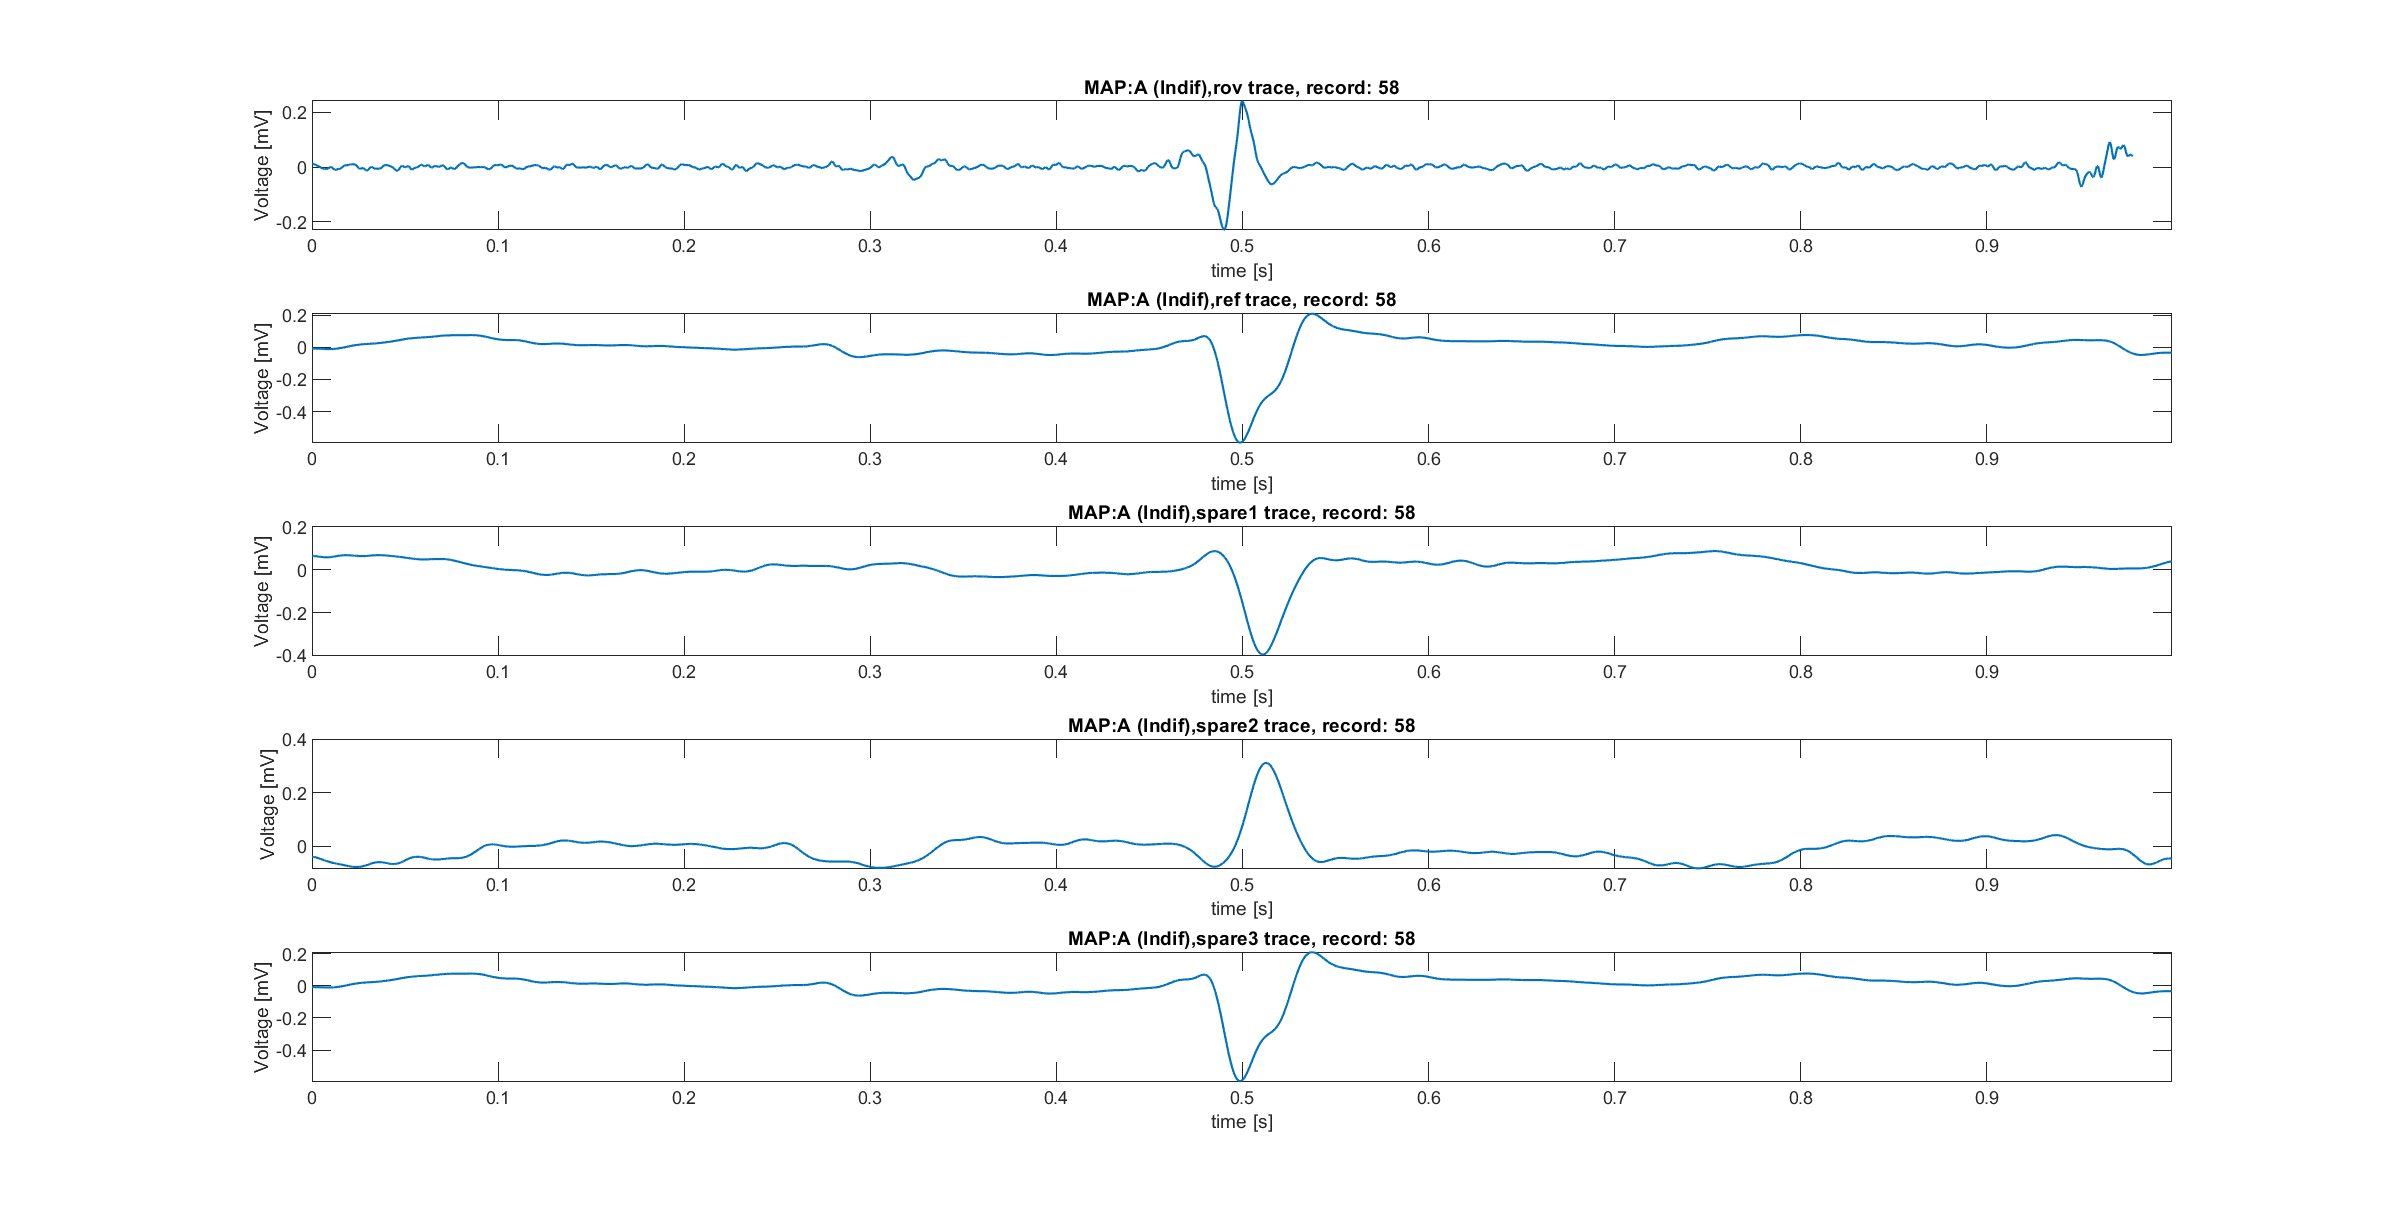 MAP:A (Indif),rov trace, record: 58
Voltage [mV]
0.2
0
-0.2
0 0.1 0.2 0.3 0.4 0.5 0.6 0.7 0.8 0.9
time [s]
MAP:A (Indif),ref trace, record: 58
Voltage [mV]
0.2
0
-0.2
-0.4
0 0.1 0.2 0.3 0.4 0.5 0.6 0.7 0.8 0.9
time [s]
MAP:A (Indif),spare1 trace, record: 58
Voltage [mV]
0.2
0
-0.2
-0.4
0 0.1 0.2 0.3 0.4 0.5 0.6 0.7 0.8 0.9
time [s]
MAP:A (Indif),spare2 trace, record: 58
Voltage [mV]
0.4
0.2
0
0 0.1 0.2 0.3 0.4 0.5 0.6 0.7 0.8 0.9
time [s]
MAP:A (Indif),spare3 trace, record: 58
Voltage [mV]
0.2
0
-0.2
-0.4
0 0.1 0.2 0.3 0.4 0.5 0.6 0.7 0.8 0.9
time [s]